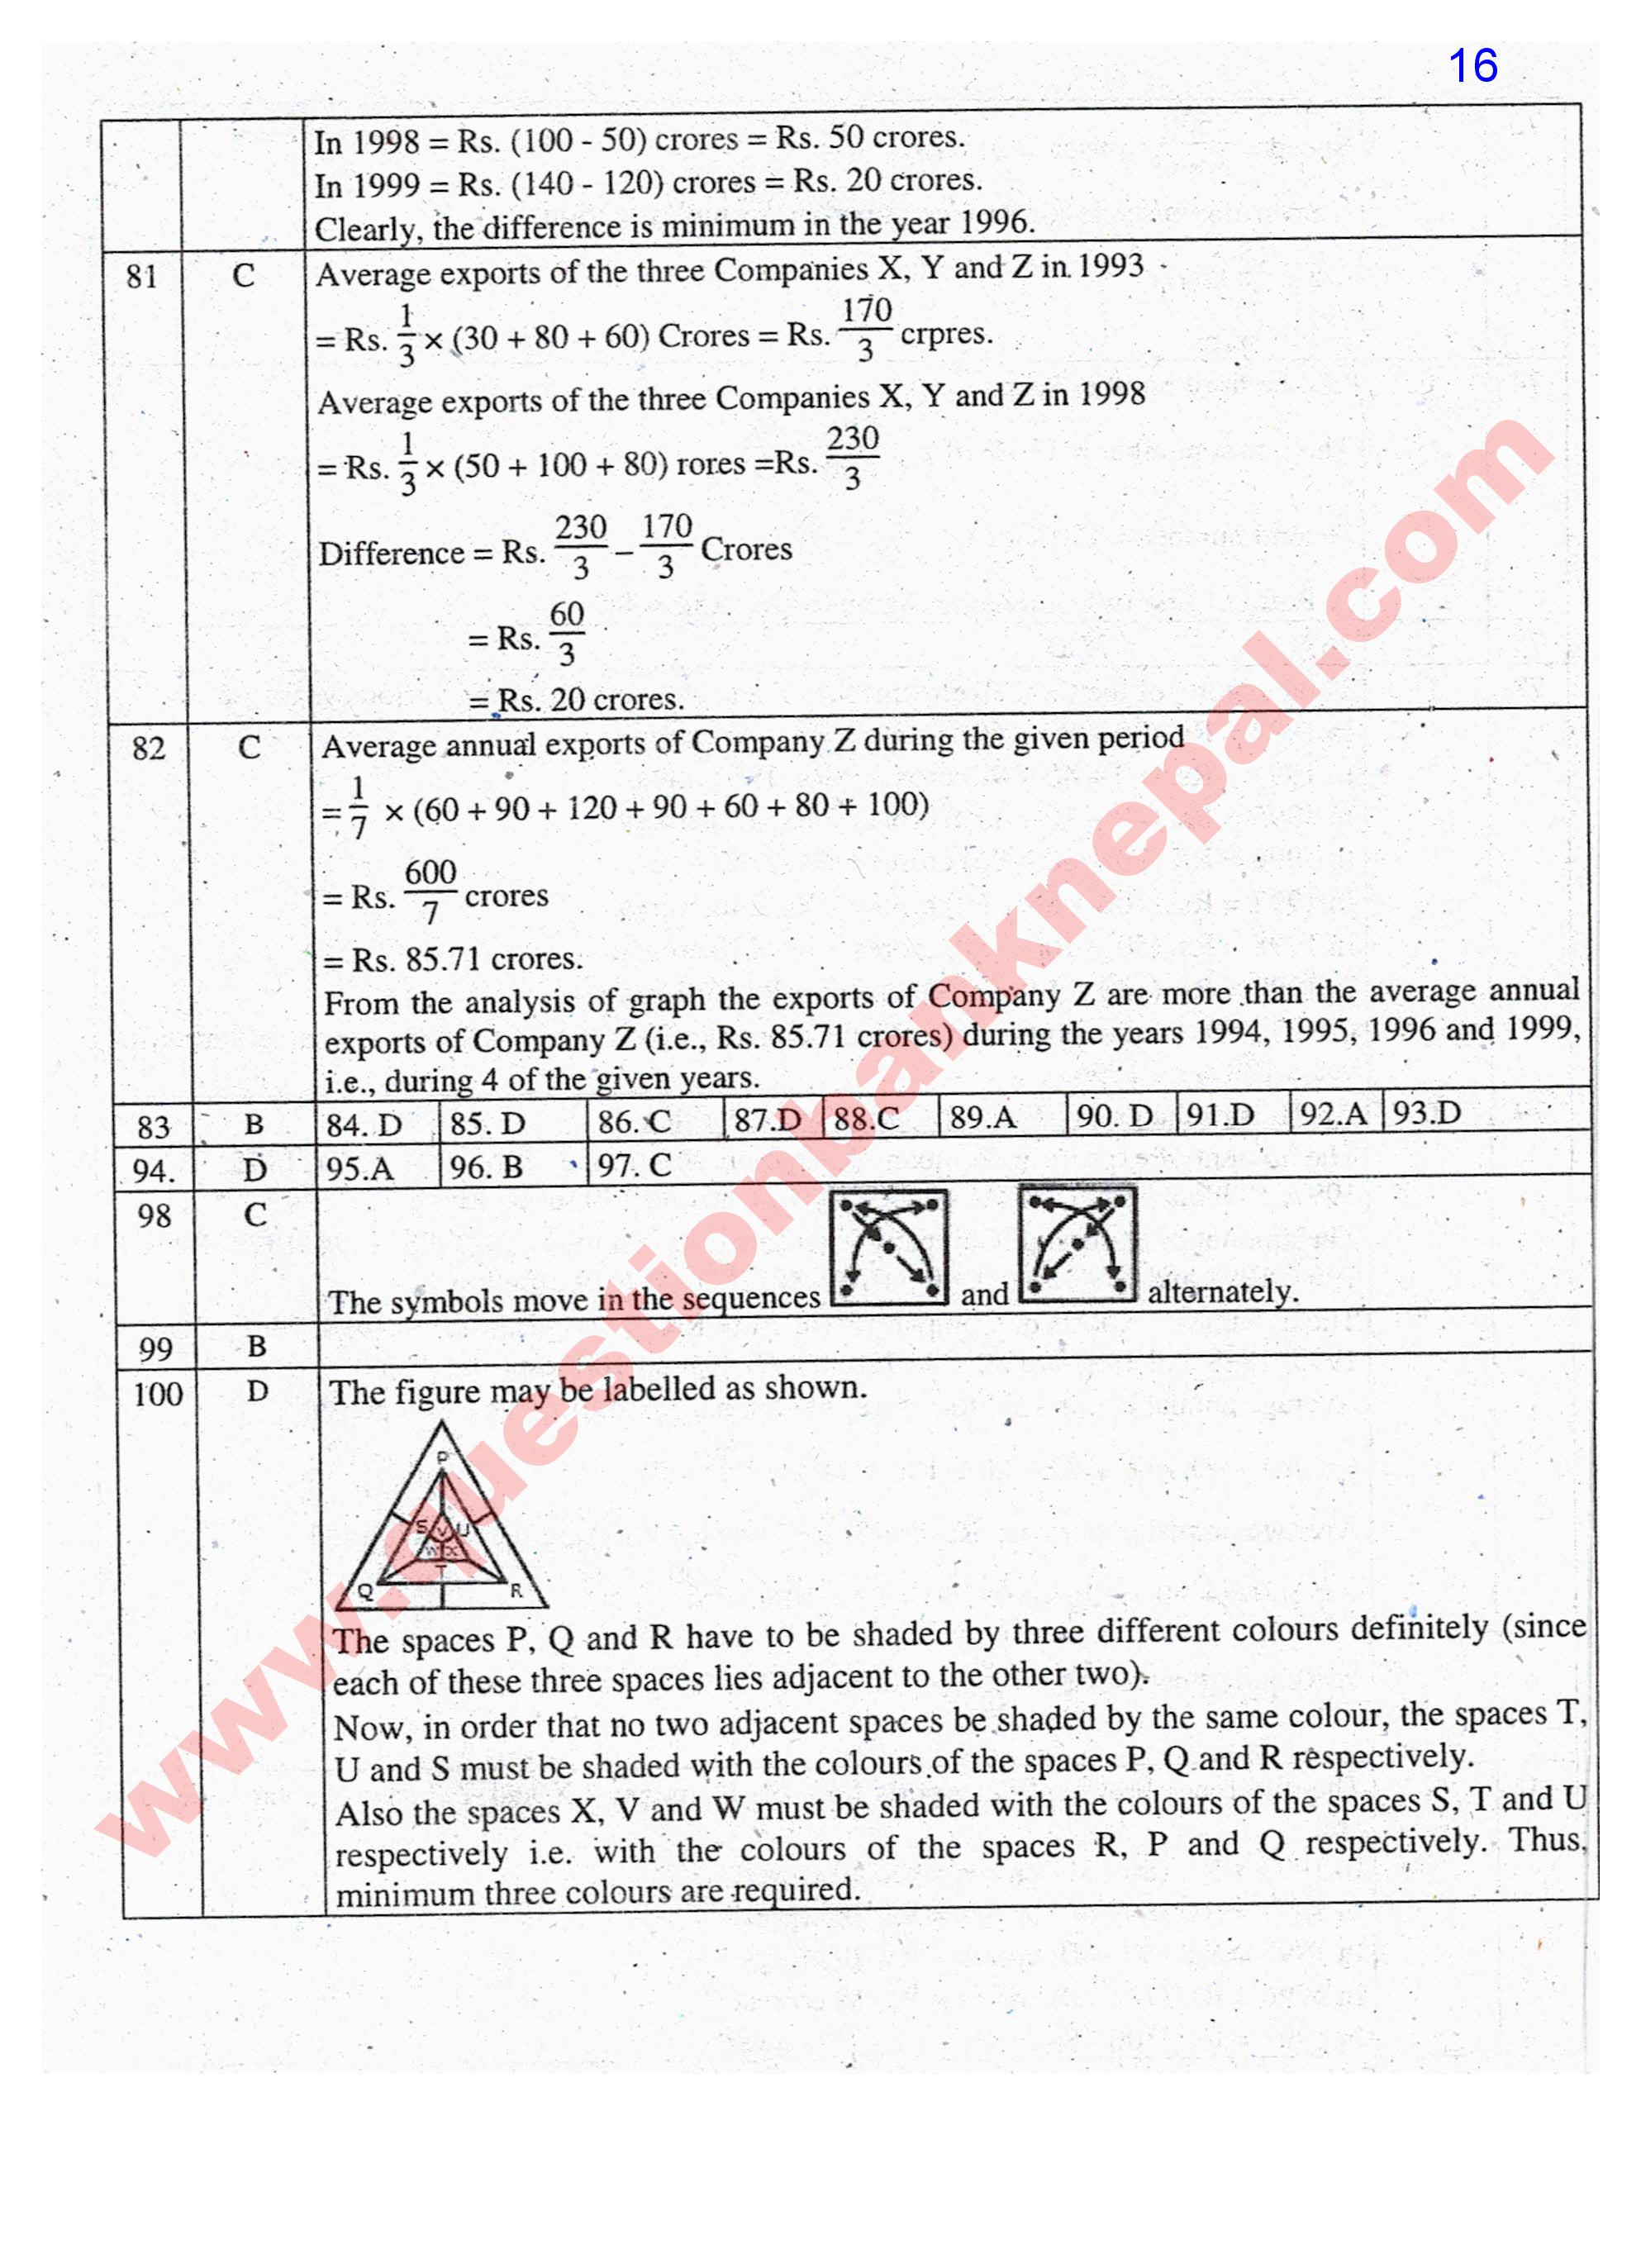 16
In 1998 = Rs. (100 - 50) crores = Rs. 50 crores.
In 1999 = Rs. (140 - 120) crores = Rs. 20 crores.
Clearly, the difference is minimum in the year 1996.
81 C Average exports of the three Companies X, Y and Z in 1993
= Rs. 1/3 × (30 + 80 + 60) Crores = Rs. 170/3 crpres.
Average exports of the three Companies X, Y and Z in 1998
= Rs. 1/3 × (50 + 100 + 80) rores =Rs. 230/3
Difference = Rs. 230/3 – 170/3 Crores
= Rs. 60/3
= Rs. 20 crores.
82 C Average annual exports of Company Z during the given period
= 1/7 × (60 + 90 + 120 + 90 + 60 + 80 + 100)
= Rs. 600/7 crores
= Rs. 85.71 crores.
From the analysis of graph the exports of Company Z are more than the average annual
exports of Company Z (i.e., Rs. 85.71 crores) during the years 1994, 1995, 1996 and 1999,
i.e., during 4 of the given years.
83 B 84. D 85. D 86. C 87.D 88.C 89.A 90. D 91.D 92.A 93.D
94. D 95.A 96. B 97. C
98 C
The symbols move in the sequences and alternately.
99 B
100 D The figure may be labelled as shown.
P
S V U
W X
T
Q R
The spaces P, Q and R have to be shaded by three different colours definitely (since
each of these three spaces lies adjacent to the other two).
Now, in order that no two adjacent spaces be shaded by the same colour, the spaces T,
U and S must be shaded with the colours of the spaces P, Q and R respectively.
Also the spaces X, V and W must be shaded with the colours of the spaces S, T and U
respectively i.e. with the colours of the spaces R, P and Q respectively. Thus,
minimum three colours are required.
www.questionbanknepal.com